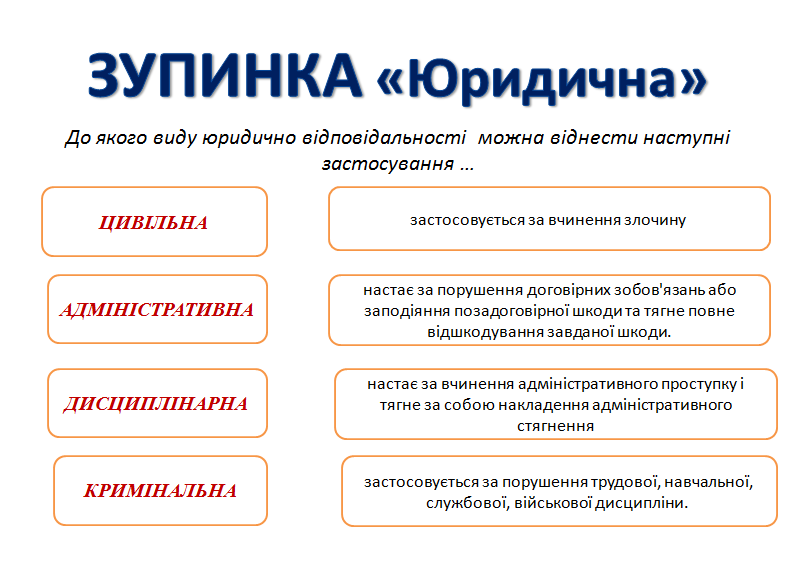 ЗУПИНКА «Юридична»
До якого виду юридично відповідальності можна віднести наступні
застосування ...
ЦИВІЛЬНА
застосовується за вчинення злочину
АДМІНІСТРАТИВНА
настає за порушення договірних зобов'язань або
заподіяння позадоговірної шкоди та тягне повне
відшкодування завданої шкоди.
ДИСЦИПЛІНАРНА
настає за вчинення адміністративного проступку і
тягне за собою накладення адміністративного
стягнення
КРИМІНАЛЬНА
застосовується за порушення трудової, навчальної,
службової, військової дисципліни.